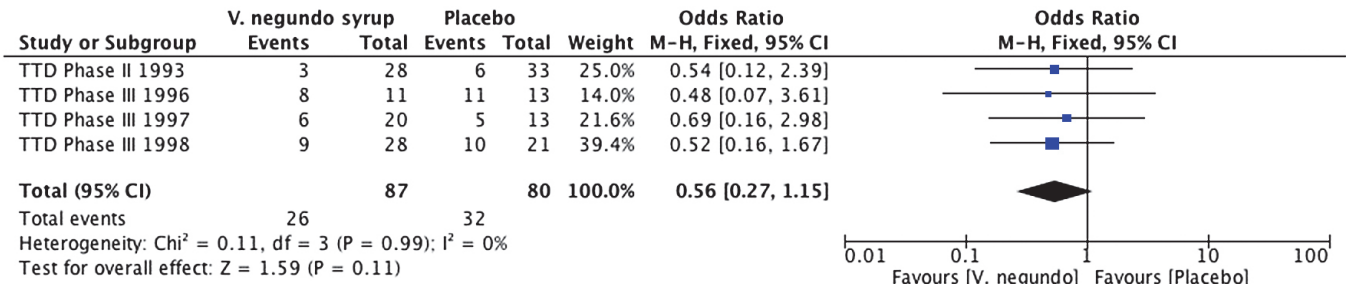 V. negundo syrup Placebo Odds Ratio Odds Ratio
Study or Subgroup Events Total Events Total Weight M-H, Fixed, 95% CI M-H, Fixed, 95% CI
TTD Phase II 1993 3 28 6 33 25.0% 0.54 [0.12, 2.39]
TTD Phase III 1996 8 11 11 13 14.0% 0.48 [0.07, 3.61]
TTD Phase III 1997 6 20 5 13 21.6% 0.69 [0.16, 2.98]
TTD Phase III 1998 9 28 10 21 39.4% 0.52 [0.16, 1.67]
Total (95% CI) 87 80 100.0% 0.56 [0.27, 1.15]
Total events 26 32
Heterogeneity: Chi² = 0.11, df = 3 (P = 0.99); I² = 0%
Test for overall effect: Z = 1.59 (P = 0.11)
0.01 0.1 1 10 100
Favours [V. negundo] Favours [Placebo]